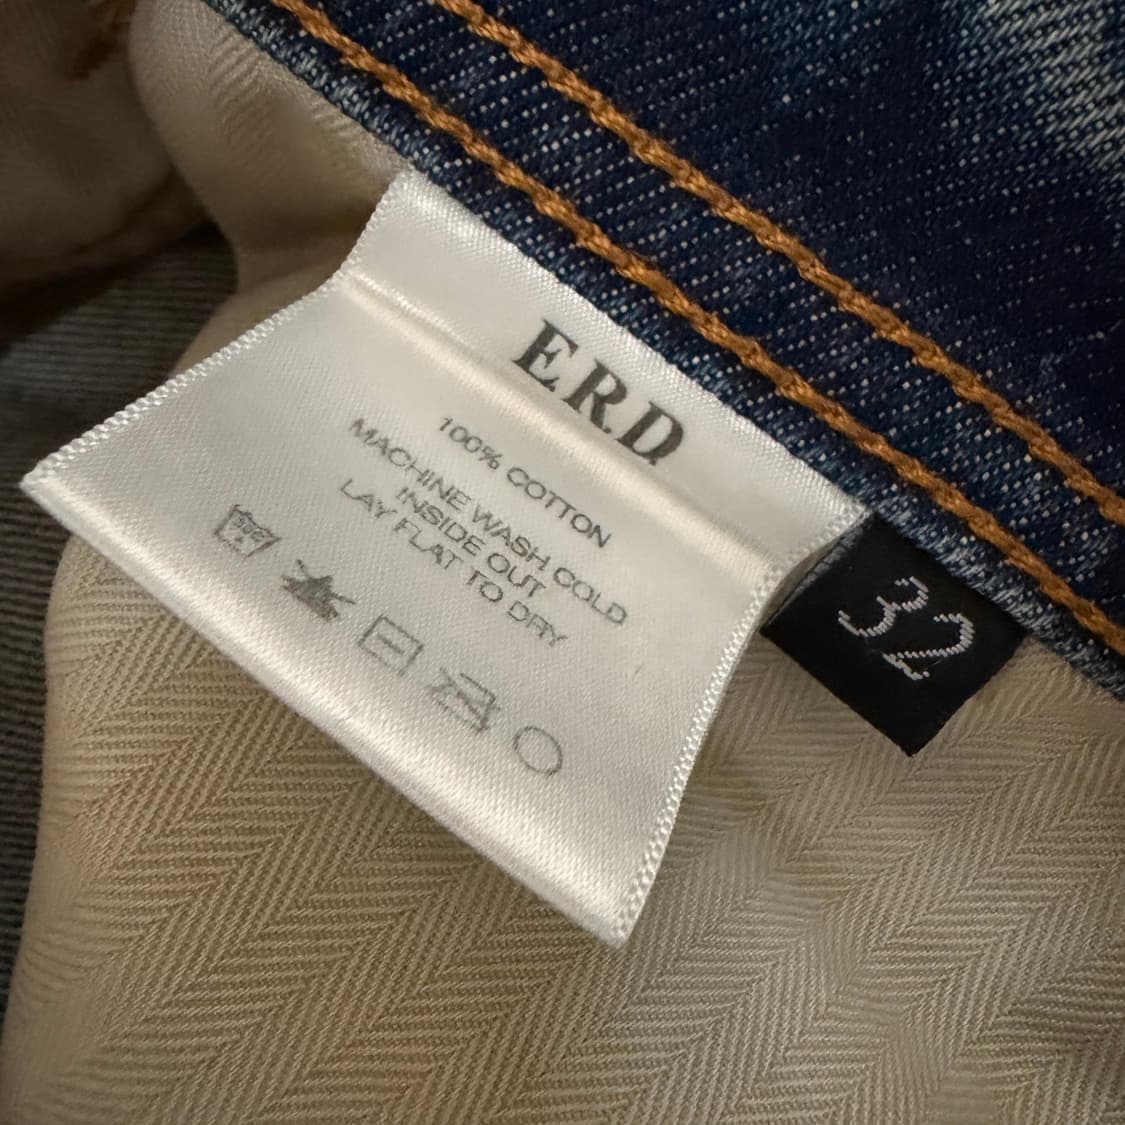 ERD
100% COTTON
MACHINE WASH COLD
INSIDE OUT
LAY FLAT TO DRY
32